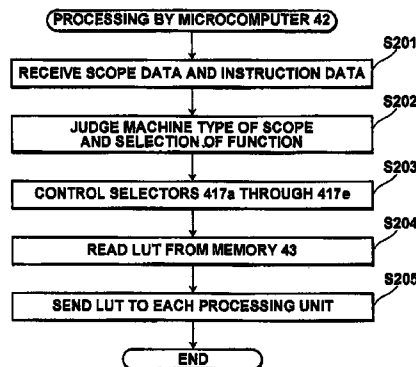 PROCESSING BY MICROCOMPUTER 42
S201
RECEIVE SCOPE DATA AND INSTRUCTION DATA
S202
JUDGE MACHINE TYPE OF SCOPE
AND SELECTION OF FUNCTION
S203
CONTROL SELECTORS 417a THROUGH 417e
S204
READ LUT FROM MEMORY 43
S205
SEND LUT TO EACH PROCESSING UNIT
END